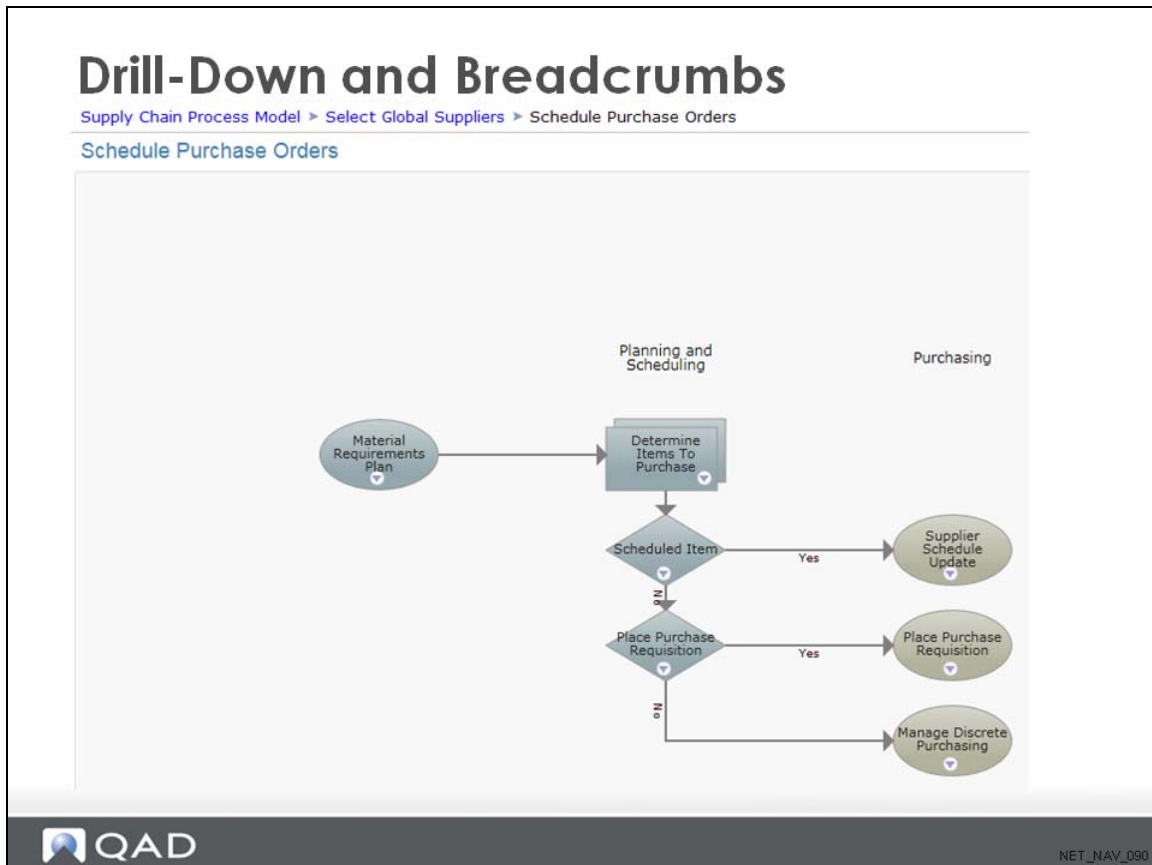 Drill-Down and Breadcrumbs
Supply Chain Process Model > Select Global Suppliers > Schedule Purchase Orders
Schedule Purchase Orders
Planning and
Scheduling
Purchasing
Material
Requirements
Plan
Determine
Items To
Purchase
Scheduled Item
Yes
Supplier
Schedule
Update
No
Place Purchase
Requisition
Yes
Place Purchase
Requisition
No
Manage Discrete
Purchasing
QAD
NET_NAV_090